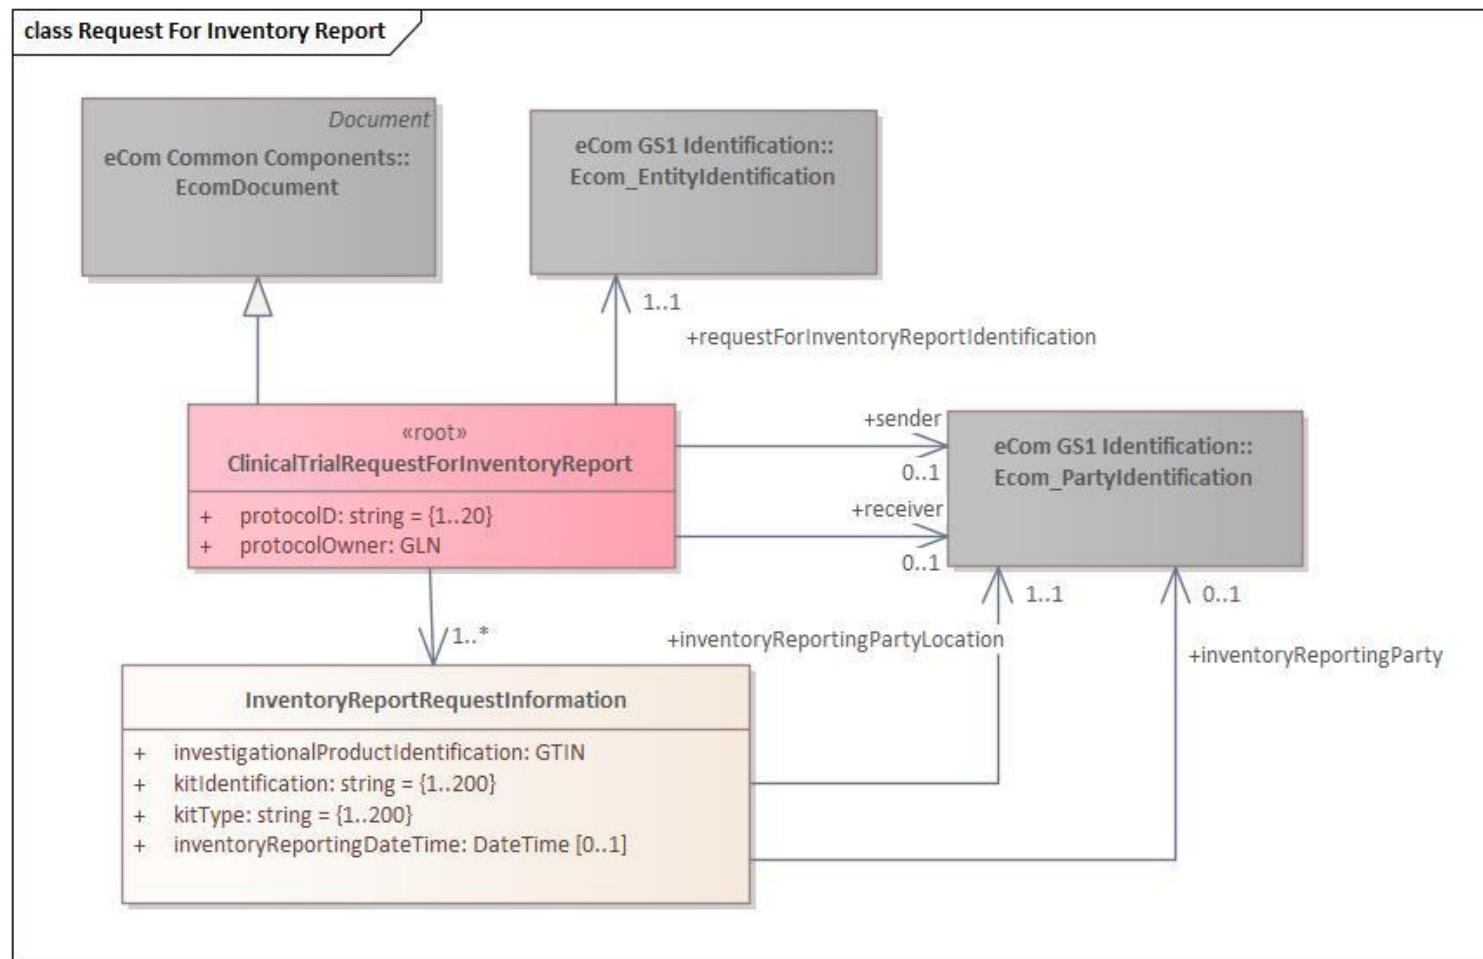 class Request For Inventory Report
Document
eCom Common Components::
EcomDocument
eCom GS1 Identification::
Ecom_EntityIdentification
1..1
+requestForInventoryReportIdentification
«root»
ClinicalTrialRequestForInventoryReport
+ protocolD: string = {1..20}
+ protocolOwner: GLN
+sender
0..1
+receiver
0..1
eCom GS1 Identification::
Ecom_PartyIdentification
1..*
1..1
+inventoryReportingPartyLocation
0..1
+inventoryReportingParty
InventoryReportRequestInformation
+ investigationalProductIdentification: GTIN
+ kitIdentification: string = {1..200}
+ kitType: string = {1..200}
+ inventoryReportingDateTime: DateTime [0..1]